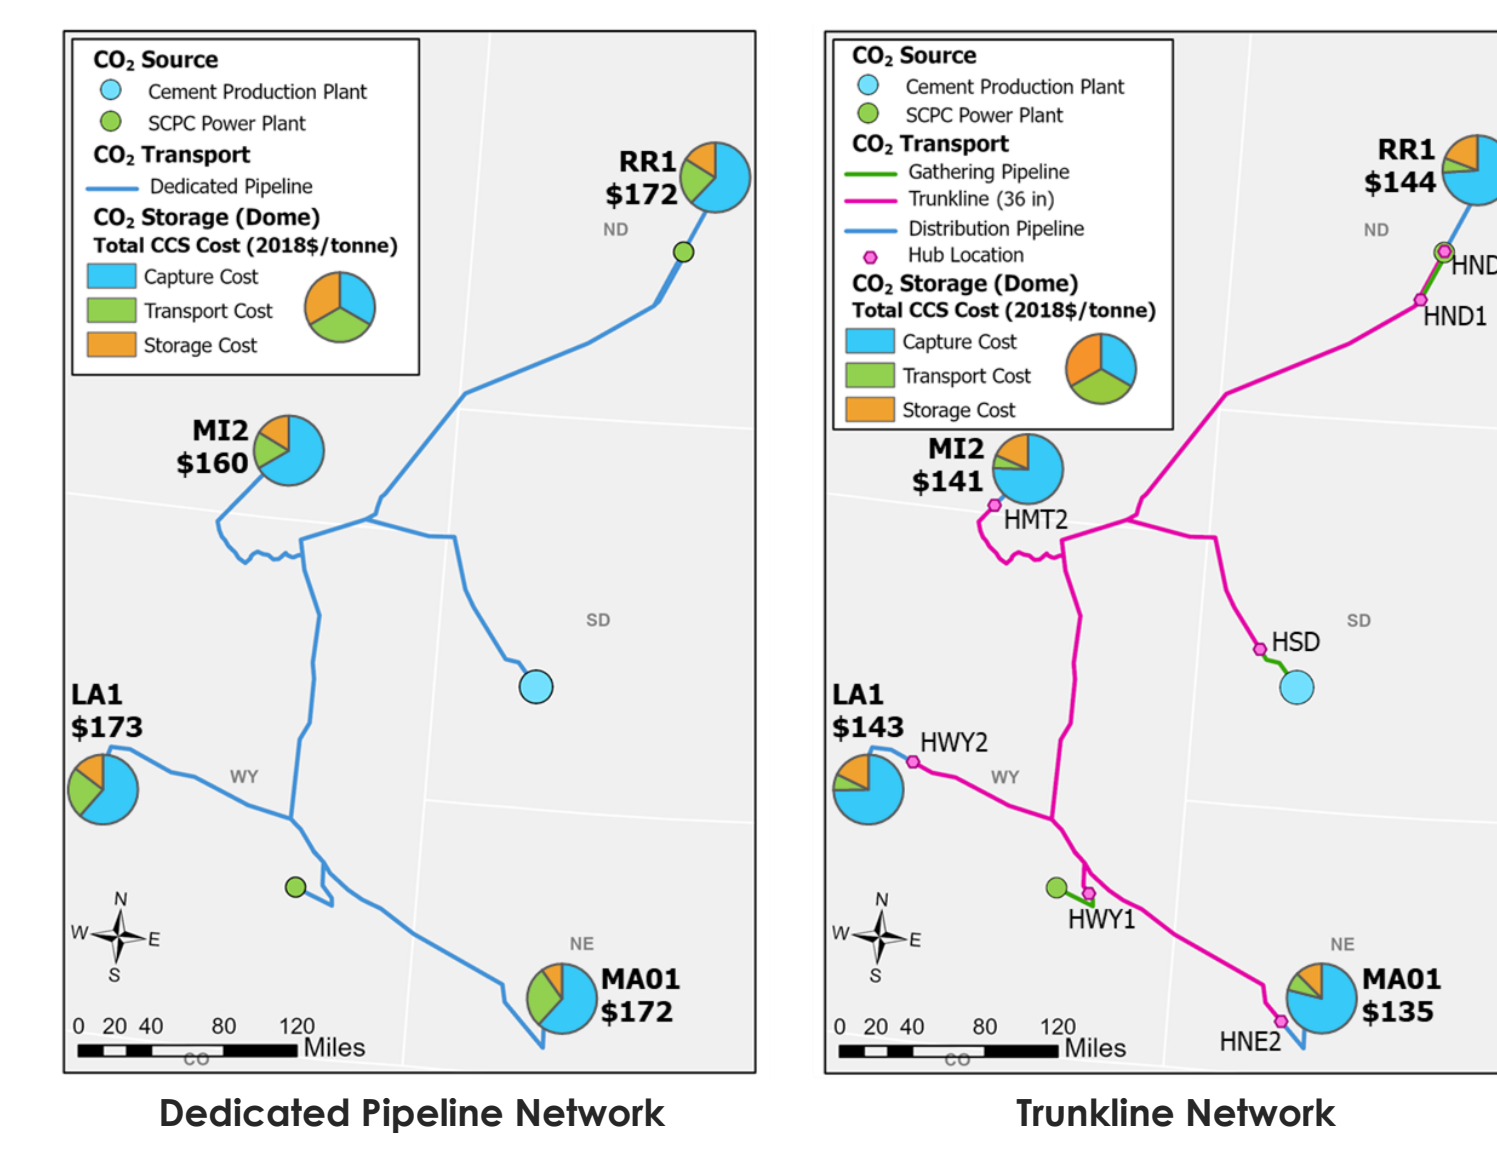 CO₂ Source
Cement Production Plant
SCPC Power Plant
CO₂ Transport
Dedicated Pipeline
CO₂ Storage (Dome)
Total CCS Cost (2018$/tonne)
Capture Cost
Transport Cost
Storage Cost
RR1
$172
ND
MI2
$160
SD
LA1
$173
WY
N
W
E
S
NE
MA01
$172
0 20 40 80 120
Miles
CO
Dedicated Pipeline Network
CO₂ Source
Cement Production Plant
SCPC Power Plant
CO₂ Transport
Gathering Pipeline
Trunkline (36 in)
Distribution Pipeline
Hub Location
CO₂ Storage (Dome)
Total CCS Cost (2018$/tonne)
Capture Cost
Transport Cost
Storage Cost
RR1
$144
ND
HND
HND1
MI2
$141
HMT2
SD
HSD
LA1
$143
HWY2
WY
HWY1
N
W
E
S
NE
MA01
$135
HNE2
0 20 40 80 120
Miles
CO
Trunkline Network